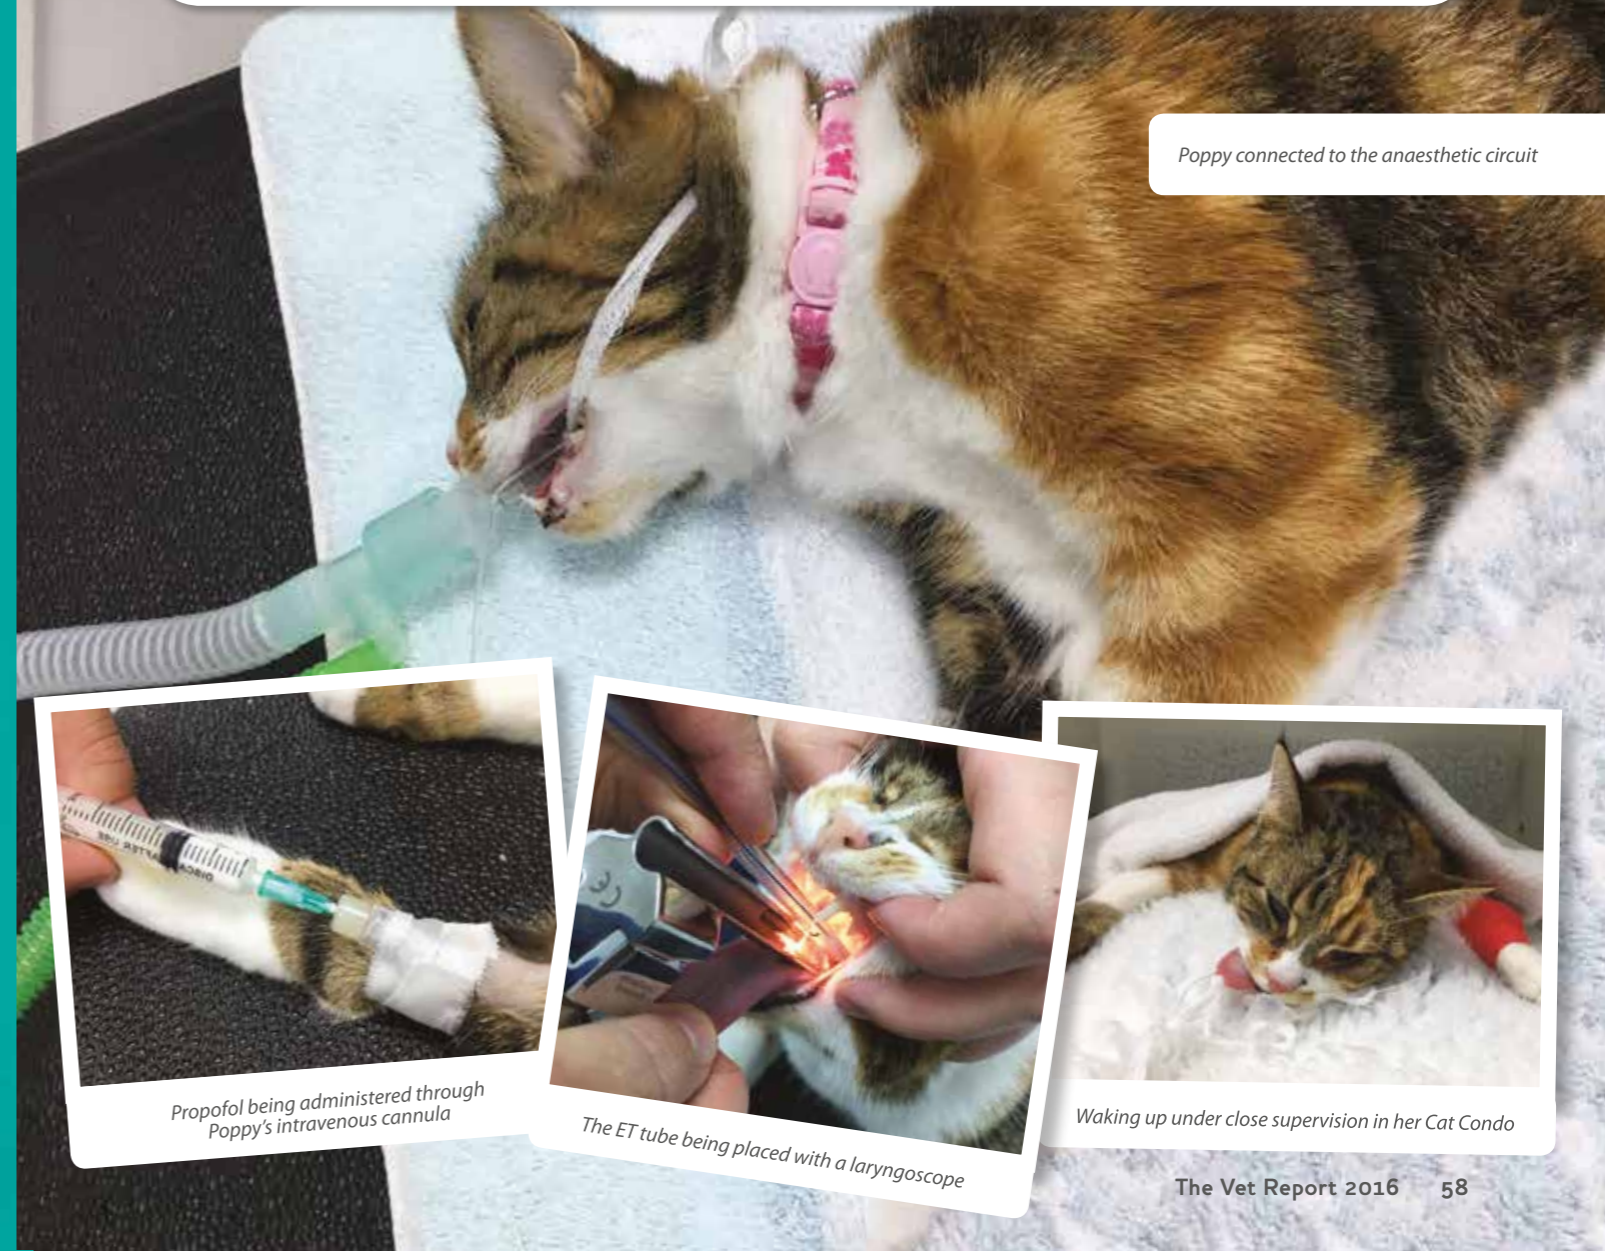 Poppy connected to the anaesthetic circuit
Propofol being administered through
Poppy's intravenous cannula
The ET tube being placed with a laryngoscope
Waking up under close supervision in her Cat Condo
The Vet Report 2016 58